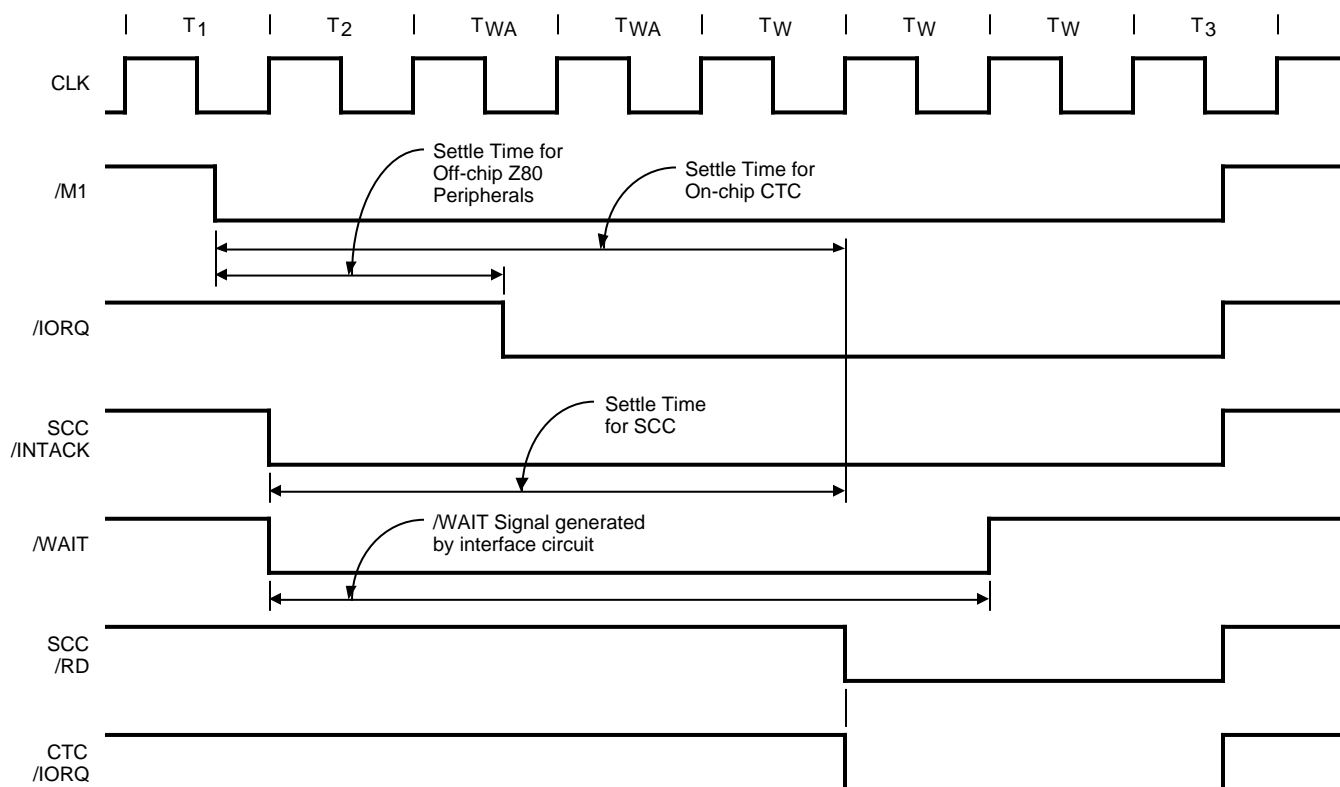 T1 T2 TWA TWA TW TW TW T3
CLK
/M1
Settle Time for
Off-chip Z80
Peripherals
Settle Time for
On-chip CTC
/IORQ
SCC
/INTACK
Settle Time
for SCC
/WAIT
/WAIT Signal generated
by interface circuit
SCC
/RD
CTC
/IORQ